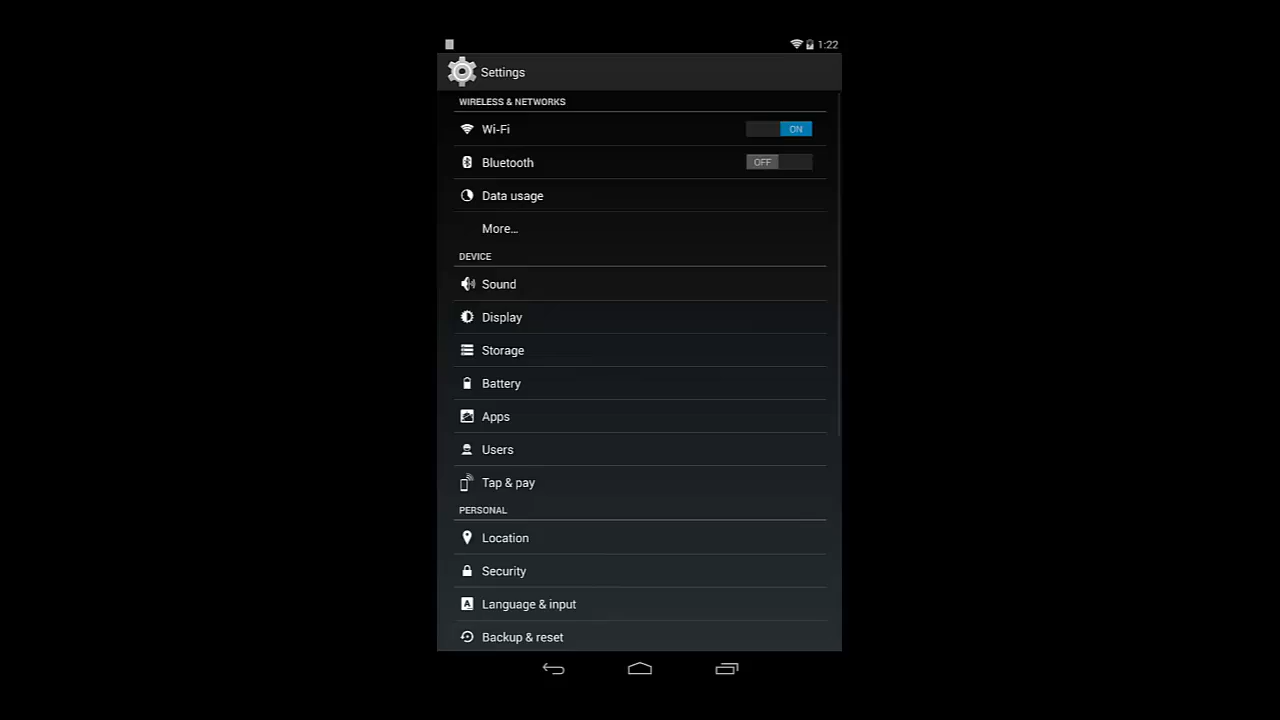 1:22
Settings
WIRELESS & NETWORKS
Wi-Fi ON
Bluetooth OFF
Data usage
More...
DEVICE
Sound
Display
Storage
Battery
Apps
Users
Tap & pay
PERSONAL
Location
Security
Language & input
Backup & reset